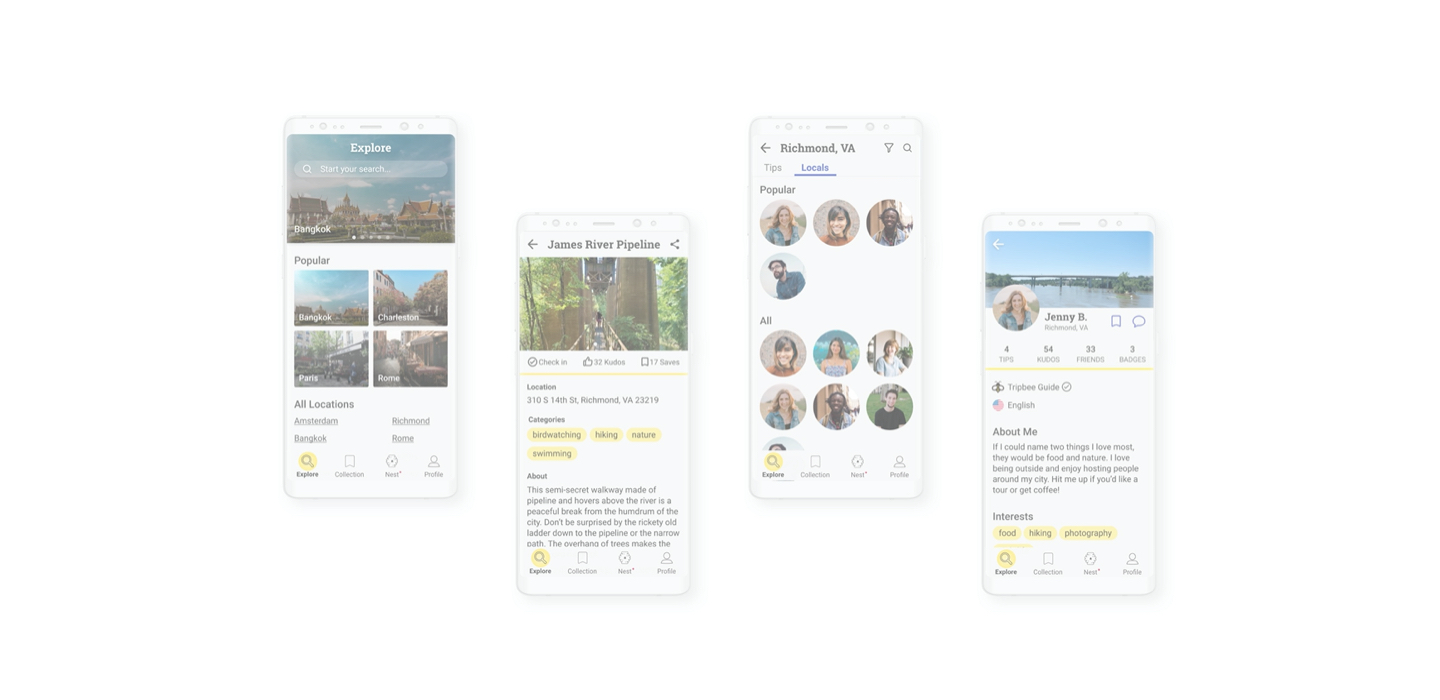 Explore
Start your search...
Bangkok
Popular
Bangkok
Charleston
Paris
Rome
All Locations
Amsterdam
Richmond
Bangkok
Rome
Explore
Collection
Nest+
Profile
James River Pipeline
Check in
32 Kudos
17 Saves
Location
310 S 14th St, Richmond, VA 23219
Categories
birdwatching
hiking
nature
swimming
About
This semi-secret walkway made of
pipeline and hovers above the river is a
peaceful break from the humdrum of the
city. Don't be surprised by the rickety old
ladder down to the pipeline or the narrow
path. The overhang of trees makes the
Explore
Collection
Nest+
Profile
Richmond, VA
Tips
Locals
Popular
All
Explore
Collection
Nest+
Profile
Jenny B.
Richmond, VA
4
54
33
3
TIPS
KUDOS
FRIENDS
BADGES
Tripbee Guide
English
About Me
If I could name two things I love most,
they would be food and nature. I love
being outside and enjoy hosting people
around my city. Hit me up if you'd like a
tour or get coffee!
Interests
food
hiking
photography
Explore
Collection
Nest+
Profile